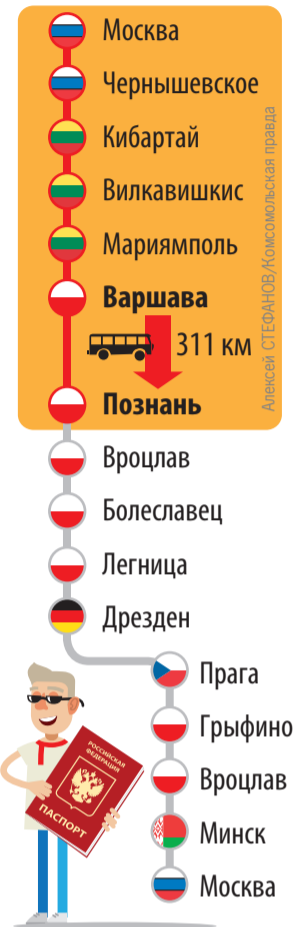 Москва
Чернышевское
Кибартай
Вилкавишкис
Мариямполь
Варшава
311 км
Познань
Алексей СТЕФАНОВ/Комсомольская правда
Вроцлав
Болеславец
Легница
Дрезден
Прага
Грыфино
Вроцлав
Минск
Москва
РОССИЙСКАЯ
ФЕДЕРАЦИЯ
ПАСПОРТ